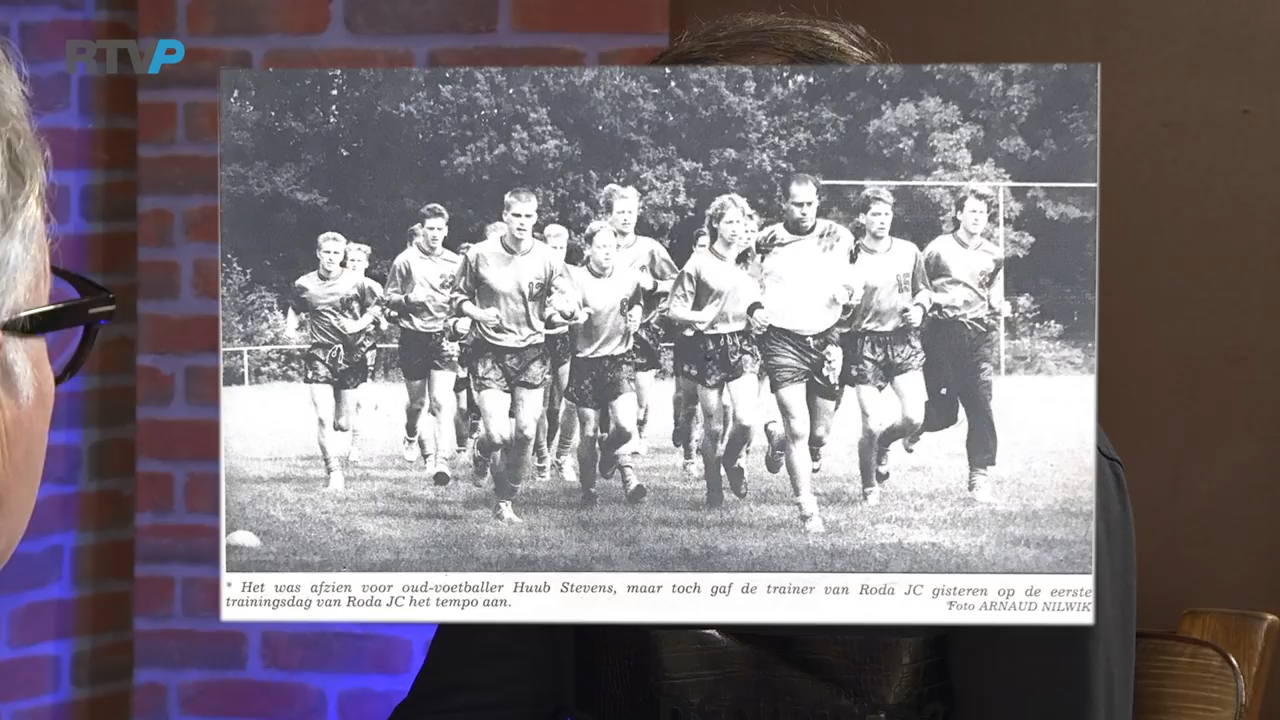 RTVP
* Het was afzien voor oud-voetballer Huub Stevens, maar toch gaf de trainer van Roda JC gisteren op de eerste
trainingsdag van Roda JC het tempo aan.
Foto ARNAUD NILWIK